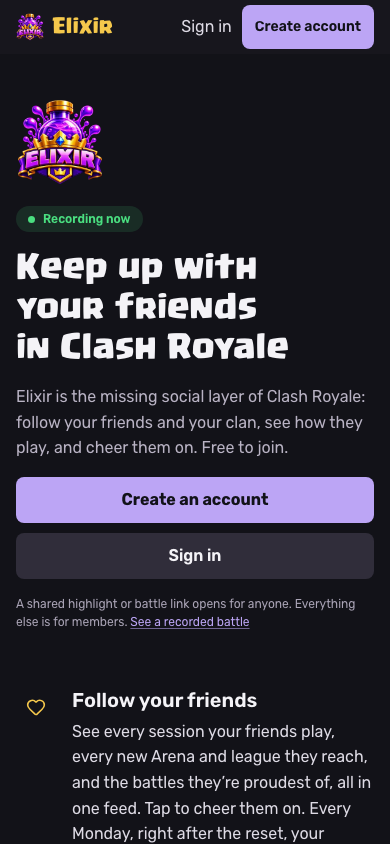 Elixir
Sign in
Create account
ELIXIR
Recording now
Keep up with
your friends
in Clash Royale
Elixir is the missing social layer of Clash Royale:
follow your friends and your clan, see how they
play, and cheer them on. Free to join.
Create an account
Sign in
A shared highlight or battle link opens for anyone. Everything
else is for members. See a recorded battle
Follow your friends
See every session your friends play,
every new Arena and league they reach,
and the battles they’re proudest of, all in
one feed. Tap to cheer them on. Every
Monday, right after the reset, your